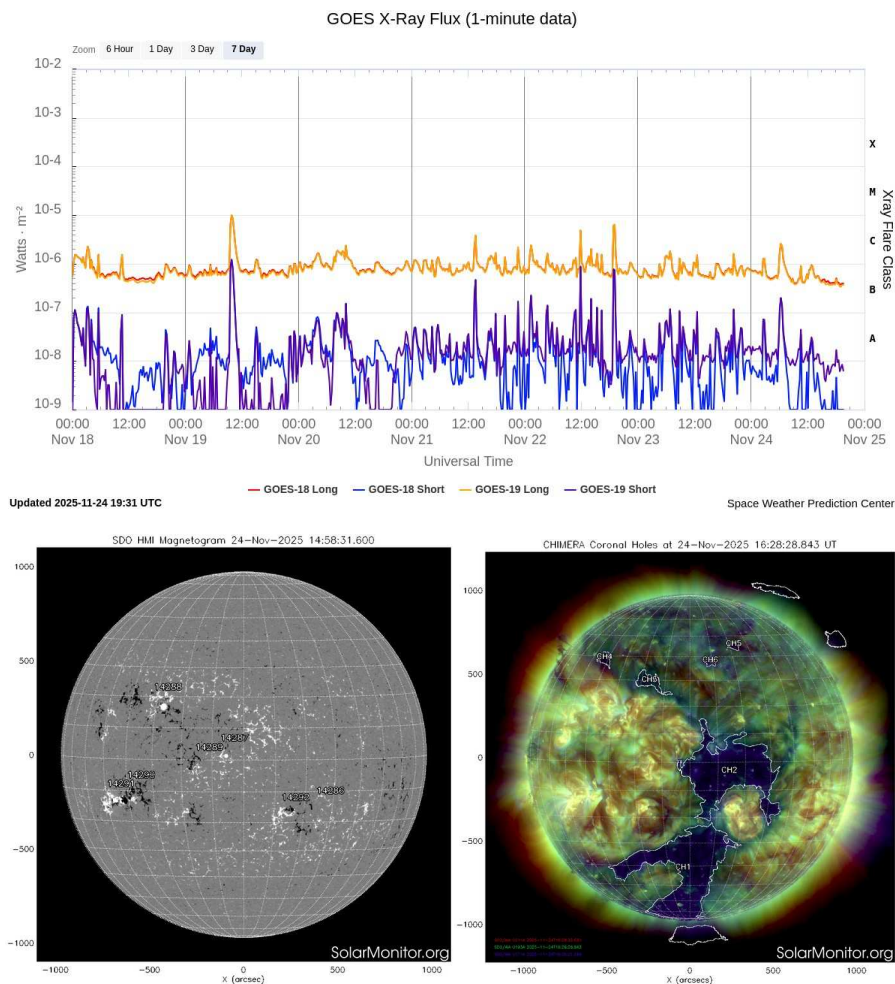 GOES X-Ray Flux (1-minute data)
Zoom 6 Hour 1 Day 3 Day 7 Day
10-2
10-3
10-4
10-5
10-6
10-7
10-8
10-9
Watts · m⁻²
X
M
C
B
A
Xray Flare Class
00:00 12:00 00:00 12:00 00:00 12:00 00:00 12:00 00:00 12:00 00:00 12:00 00:00 12:00 00:00
Nov 18 Nov 19 Nov 20 Nov 21 Nov 22 Nov 23 Nov 24 Nov 25
Universal Time
GOES-18 Long GOES-18 Short GOES-19 Long GOES-19 Short
Updated 2025-11-24 19:31 UTC
Space Weather Prediction Center
SDO HMI Magnetogram 24-Nov-2025 14:58:31.600
1000
500
0
-500
-1000
14288
14287
14289
14292
14286
SolarMonitor.org
-1000 -500 0 500 1000
X (arcsec)
CHIMERA Coronal Holes at 24-Nov-2025 16:28:28.843 UT
1000
500
0
-500
-1000
CH5
CH4
CH6
CH2
CH1
SolarMonitor.org
-1000 -500 0 500 1000
X (arcsecs)